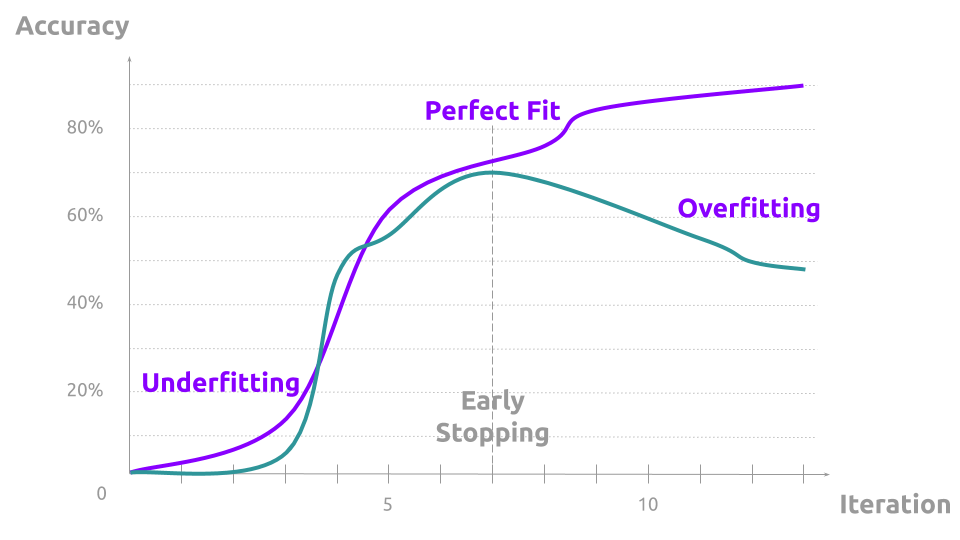 Accuracy
Perfect Fit
80%
Overfitting
60%
40%
Underfitting
20%
Early
Stopping
0
5
10
Iteration